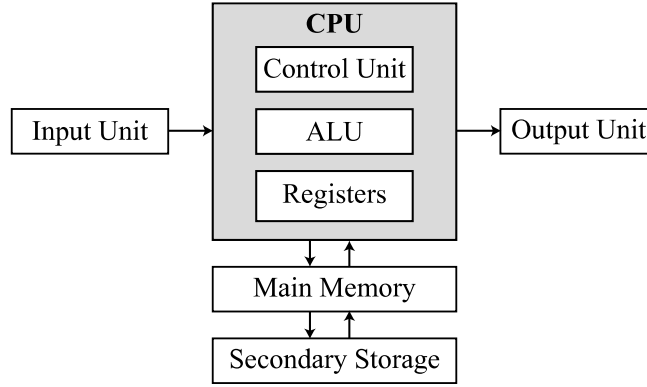 CPU
Control Unit
Input Unit
ALU
Output Unit
Registers
Main Memory
Secondary Storage